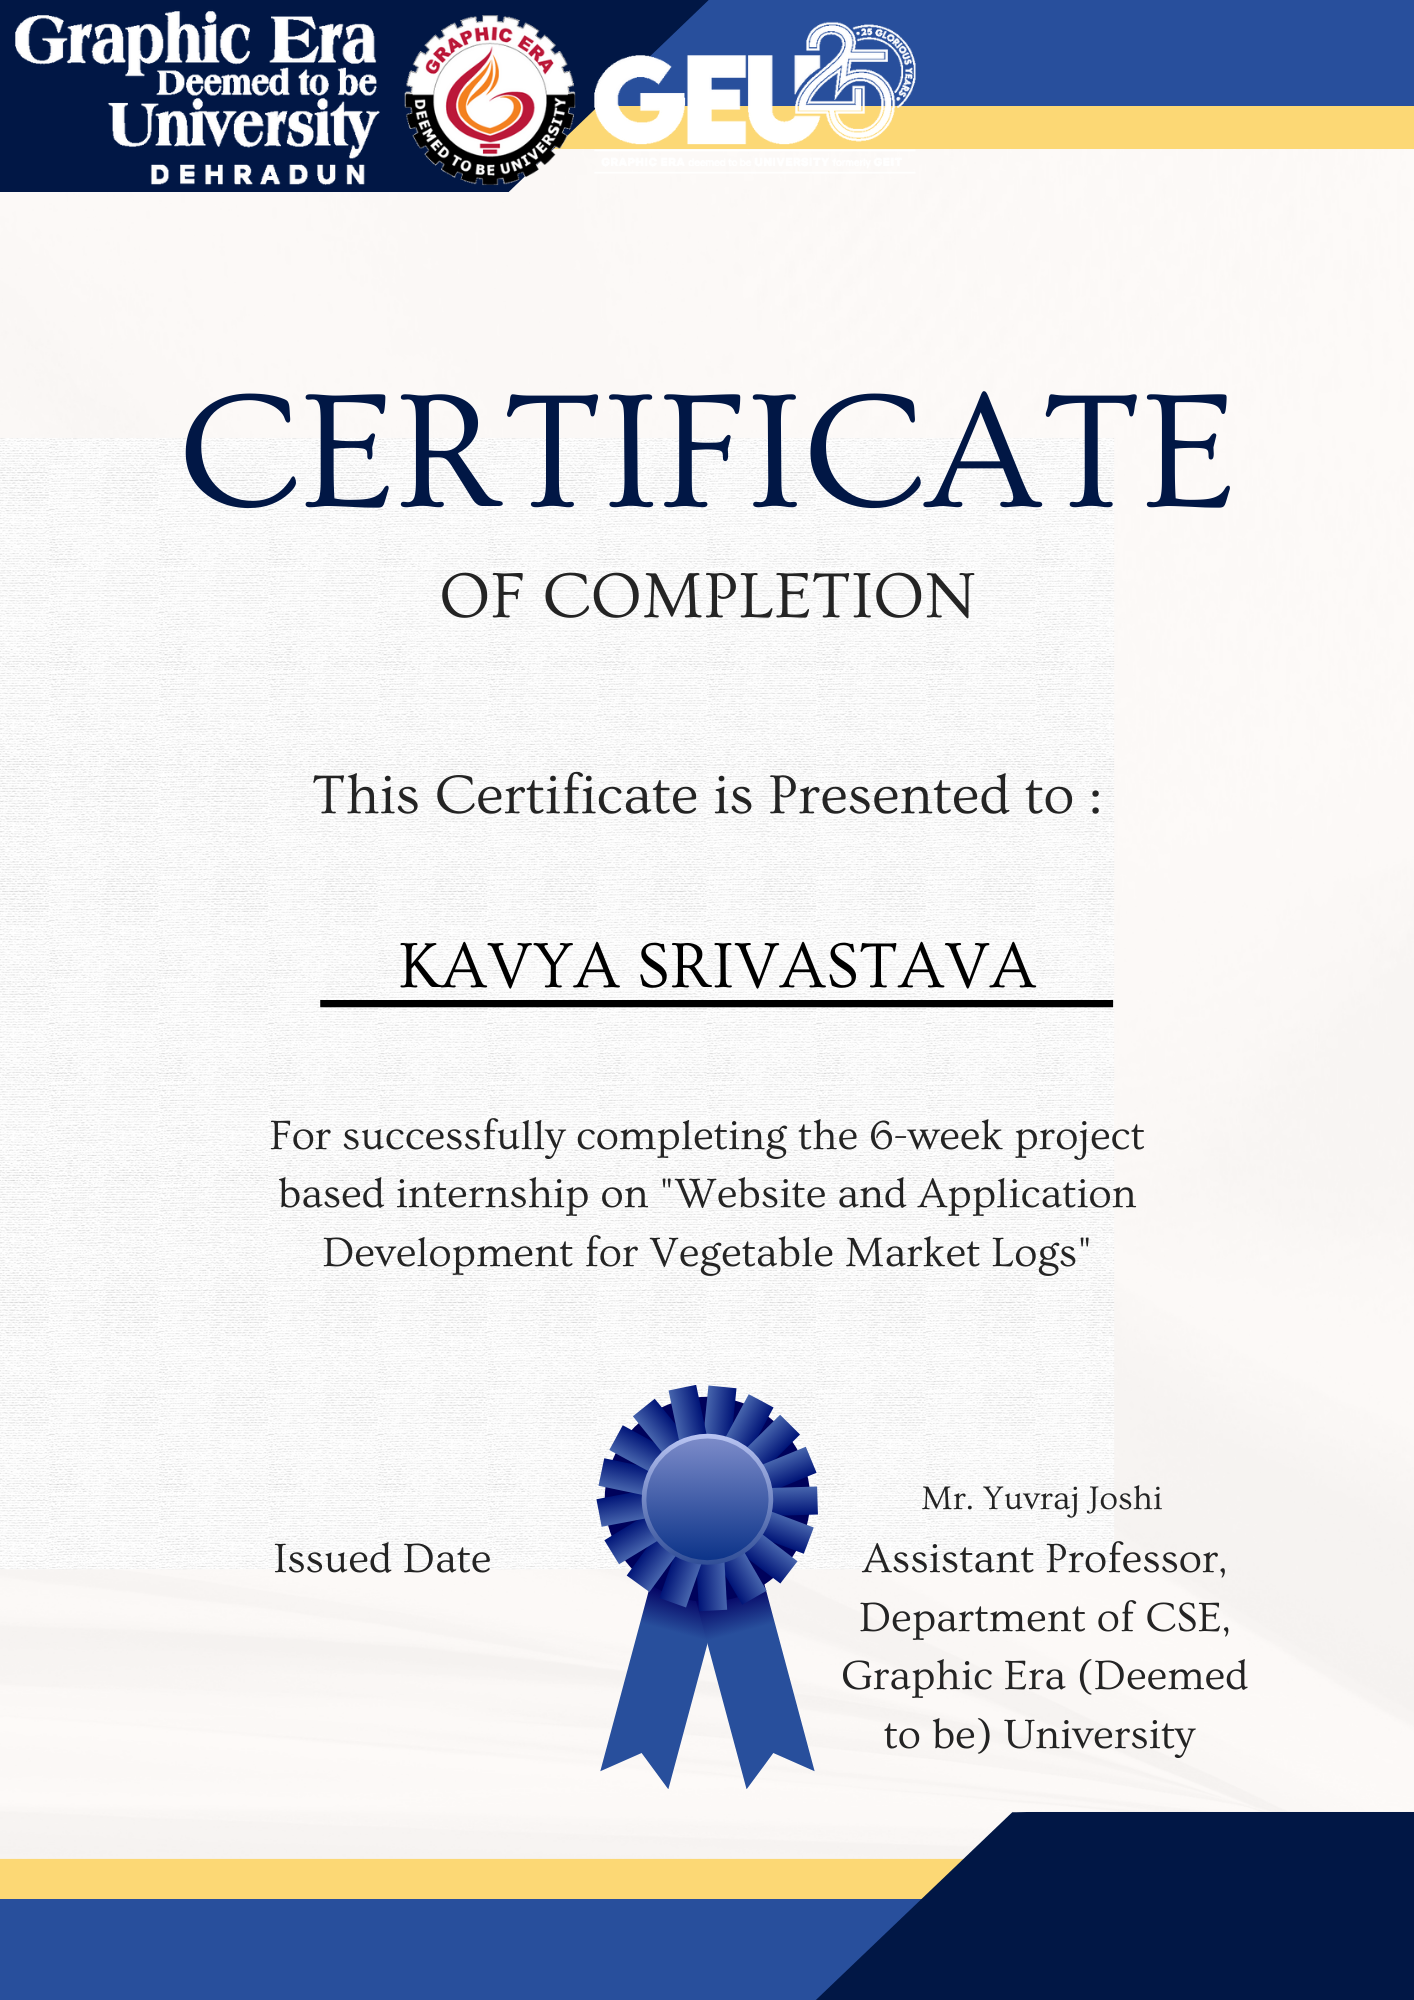 Graphic Era
Deemed to be
University
DEHRADUN
GRAPHIC ERA
DEEMED TO BE UNIVERSITY
GEU25
• 25 GLORIOUS YEARS •
CERTIFICATE
OF COMPLETION
This Certificate is Presented to :
KAVYA SRIVASTAVA
For successfully completing the 6-week project
based internship on "Website and Application
Development for Vegetable Market Logs"
Mr. Yuvraj Joshi
Issued Date
Assistant Professor,
Department of CSE,
Graphic Era (Deemed
to be) University